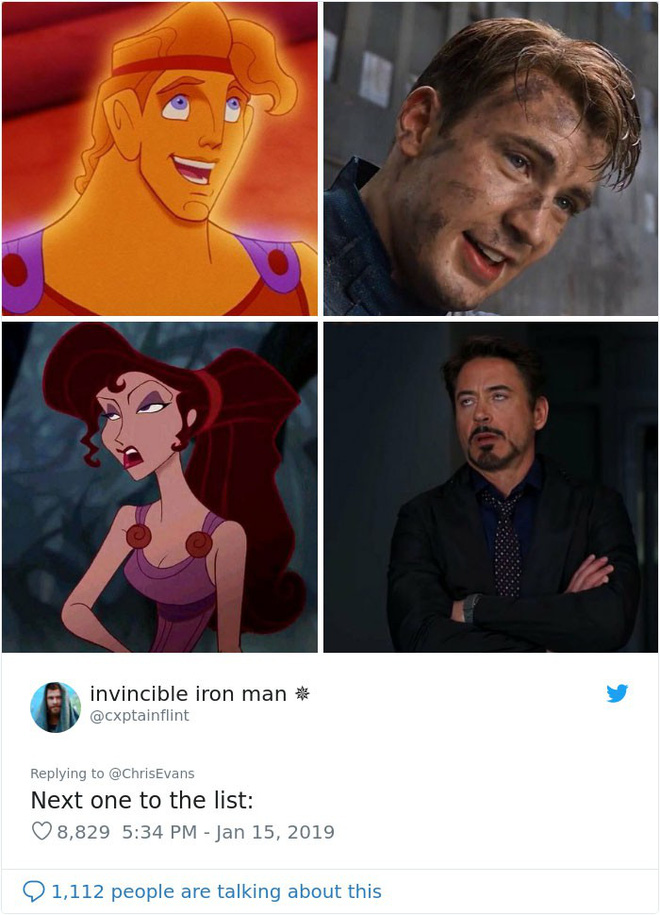 invincible iron man ✵
@cxptainflint
Replying to @ChrisEvans
Next one to the list:
8,829 5:34 PM - Jan 15, 2019
1,112 people are talking about this